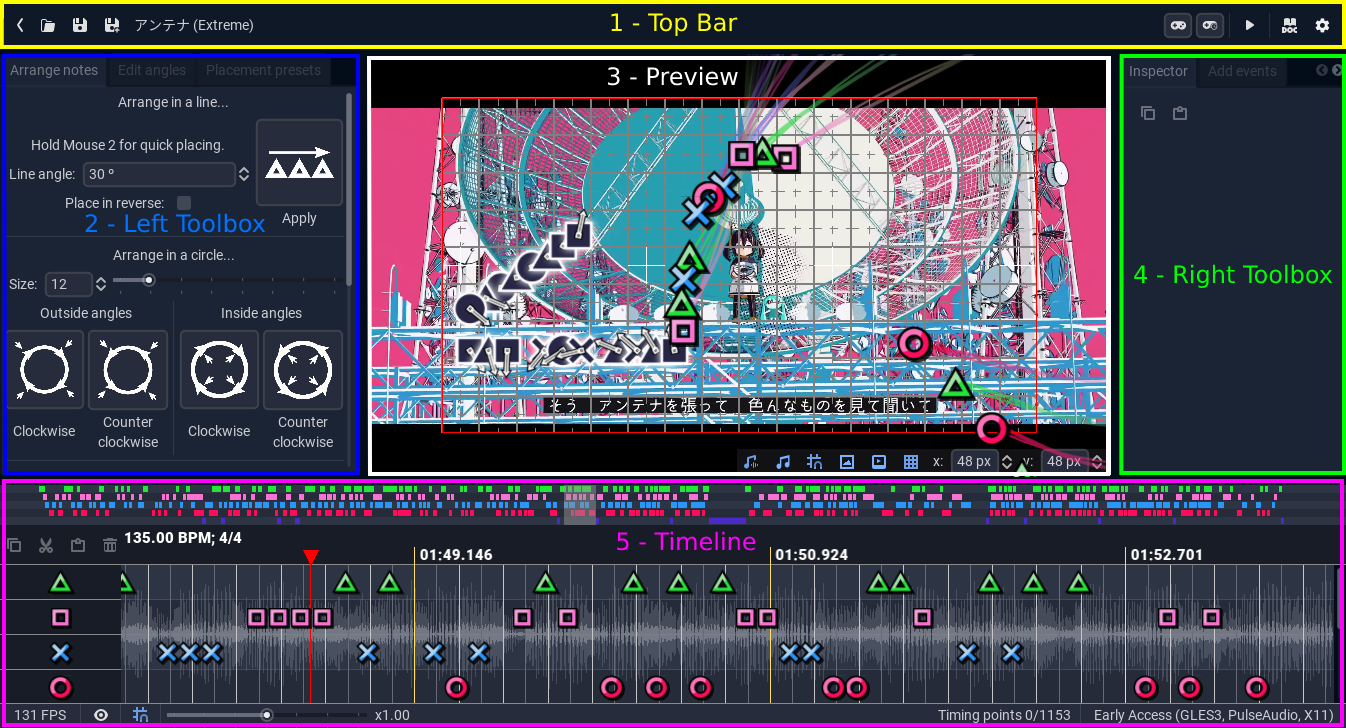 アンテナ (Extreme)
1 - Top Bar
DOC
Arrange notes
Edit angles
Placement presets
Arrange in a line...
Hold Mouse 2 for quick placing.
Line angle: 30 º
Place in reverse:
Apply
2 - Left Toolbox
Arrange in a circle...
Size: 12
Outside angles
Inside angles
Clockwise
Counter clockwise
Clockwise
Counter clockwise
3 - Preview
そう アンテナを張って 色んなものを見て聞いて
x: 48 px
y: 48 px
Inspector
Add events
4 - Right Toolbox
135.00 BPM; 4/4
5 - Timeline
01:49.146
01:50.924
01:52.701
131 FPS
x1.00
Timing points 0/1153
Early Access (GLES3, PulseAudio, X11)